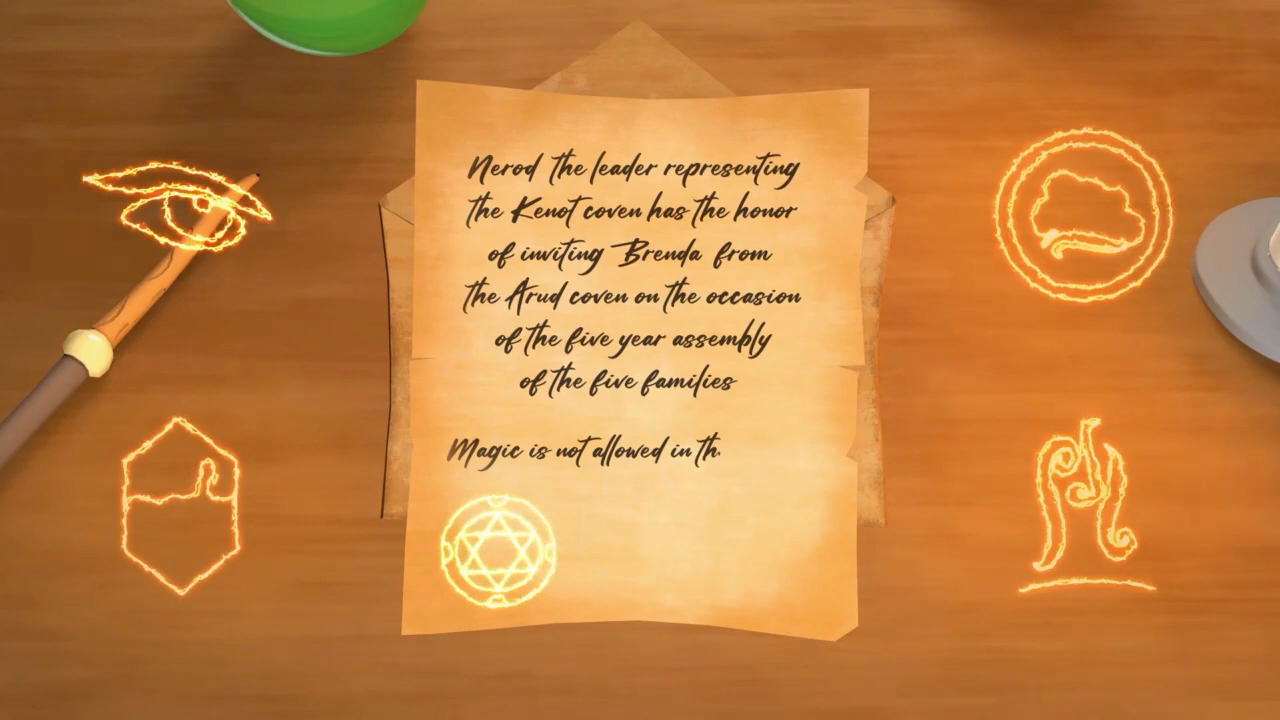 Nerod the leader representing
the Kenot coven has the honor
of inviting Brenda from
the Arud coven on the occasion
of the five year assembly
of the five families
Magic is not allowed in th